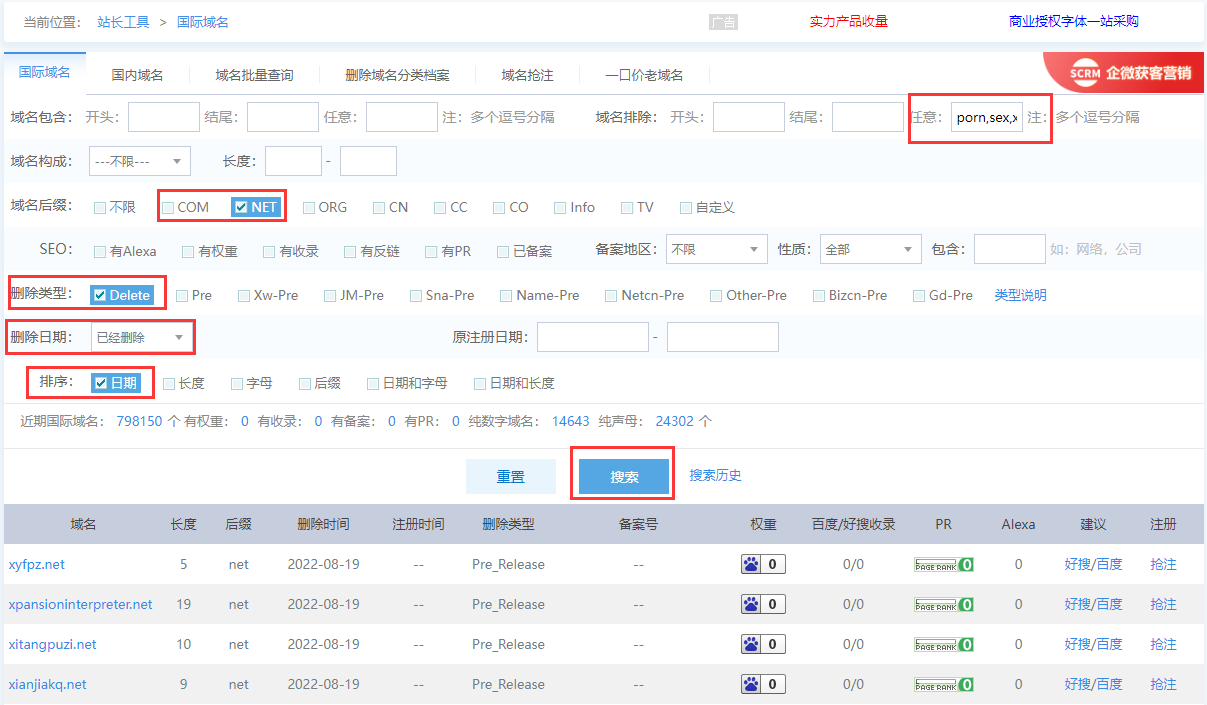 当前位置： 站长工具 > 国际域名 广告 实力产品收量 商业授权字体一站采购
国际域名 国内域名 域名批量查询 删除域名分类档案 域名抢注 一口价老域名 SCRM 企微获客营销
域名包含： 开头： 结尾： 任意： 注：多个逗号分隔 域名排除： 开头： 结尾： 任意： porn,sex,x 注：多个逗号分隔
域名构成： ---不限--- 长度： -
域名后缀： 不限 COM NET ORG CN CC CO Info TV 自定义
SEO： 有Alexa 有权重 有收录 有反链 有PR 已备案 备案地区： 不限 性质： 全部 包含： 如：网络，公司
删除类型： Delete Pre Xw-Pre JM-Pre Sna-Pre Name-Pre Netcn-Pre Other-Pre Bizcn-Pre Gd-Pre 类型说明
删除日期： 已经删除 原注册日期： -
排序： 日期 长度 字母 后缀 日期和字母 日期和长度
近期国际域名： 798150 个 有权重： 0 有收录： 0 有备案： 0 有PR： 0 纯数字域名： 14643 纯声母： 24302 个
重置 搜索 搜索历史
域名 长度 后缀 删除时间 注册时间 删除类型 备案号 权重 百度/好搜收录 PR Alexa 建议 注册
xyfpz.net 5 net 2022-08-19 -- Pre_Release -- 0 0/0 PAGE RANK 0 0 好搜/百度 抢注
xpansioninterpreter.net 19 net 2022-08-19 -- Pre_Release -- 0 0/0 PAGE RANK 0 0 好搜/百度 抢注
xitangpuzi.net 10 net 2022-08-19 -- Pre_Release -- 0 0/0 PAGE RANK 0 0 好搜/百度 抢注
xianjiakq.net 9 net 2022-08-19 -- Pre_Release -- 0 0/0 PAGE RANK 0 0 好搜/百度 抢注